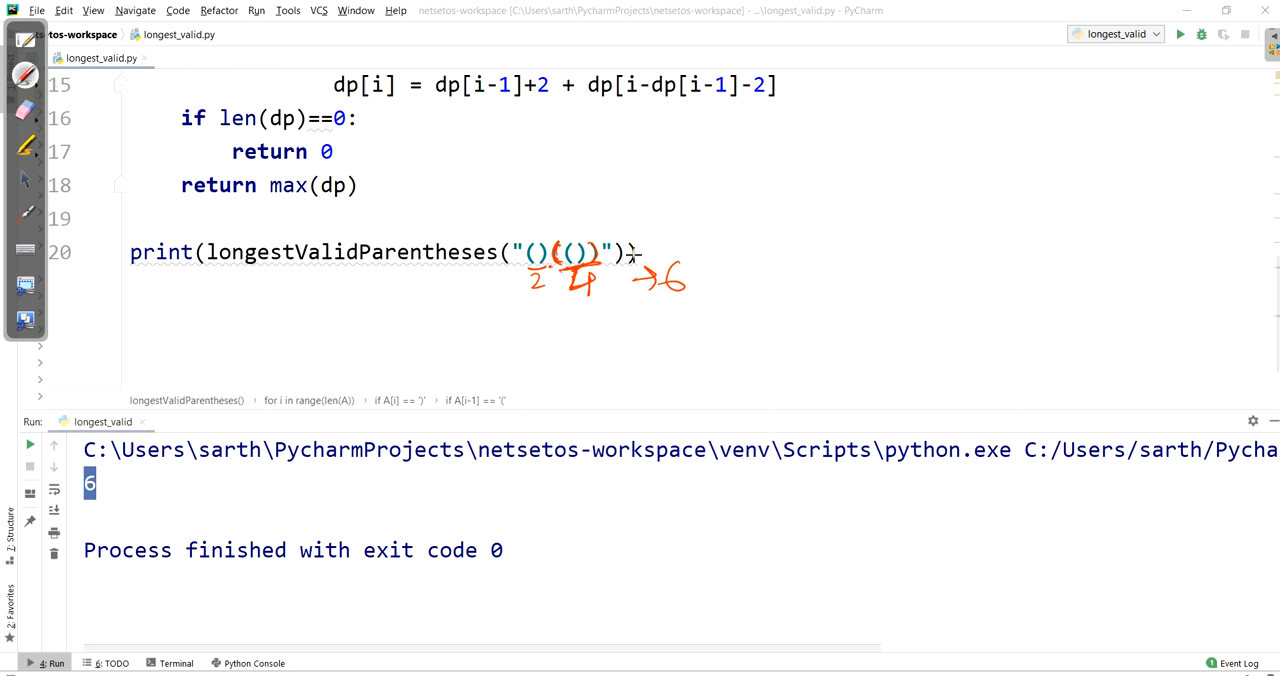 File Edit View Navigate Code Refactor Run Tools VCS Window Help netsetos-workspace [C:\Users\sarth\PycharmProjects\netsetos-workspace] - ...\longest_valid.py - PyCharm
tsetos-workspace longest_valid.py longest_valid
longest_valid.py
15 dp[i] = dp[i-1]+2 + dp[i-dp[i-1]-2]
16 if len(dp)==0:
17 return 0
18 return max(dp)
19
20 print(longestValidParentheses("()(())"))
2 4 →6
longestValidParentheses() for i in range(len(A)) if A[i] == ')' if A[i-1] == '('
Run: longest_valid
C:\Users\sarth\PycharmProjects\netsetos-workspace\venv\Scripts\python.exe C:/Users/sarth/Pycha
6
Process finished with exit code 0
7: Structure
2: Favorites
4: Run 6: TODO Terminal Python Console 1 Event Log